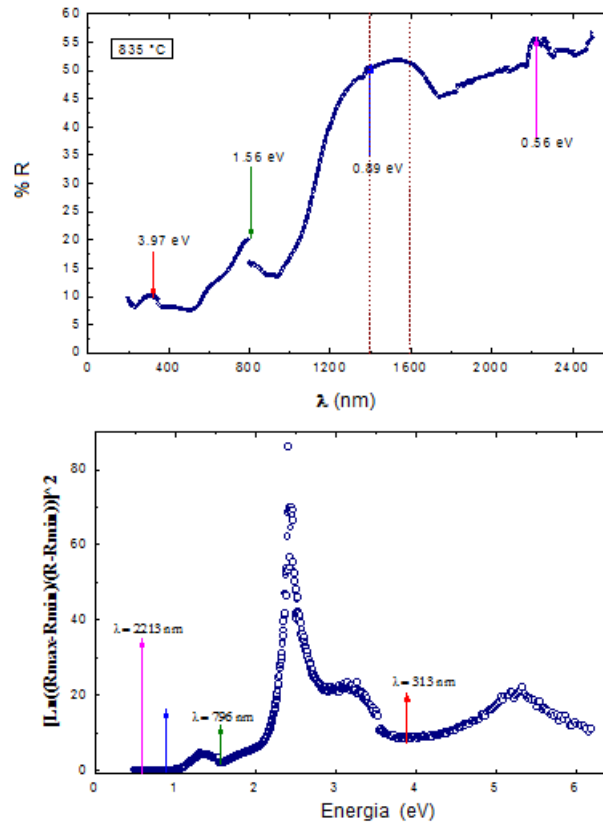 60
55
50
45
40
35
30
25
20
15
10
5
0
% R
835 °C
3.97 eV
1.56 eV
0.89 eV
0.56 eV
0 400 800 1200 1600 2000 2400
λ (nm)
80
60
40
20
0
[Ln((Rmax-Rmin)/(R-Rmin))]^2
λ = 2213 nm
λ = 796 nm
λ = 313 nm
0 1 2 3 4 5 6
Energia (eV)